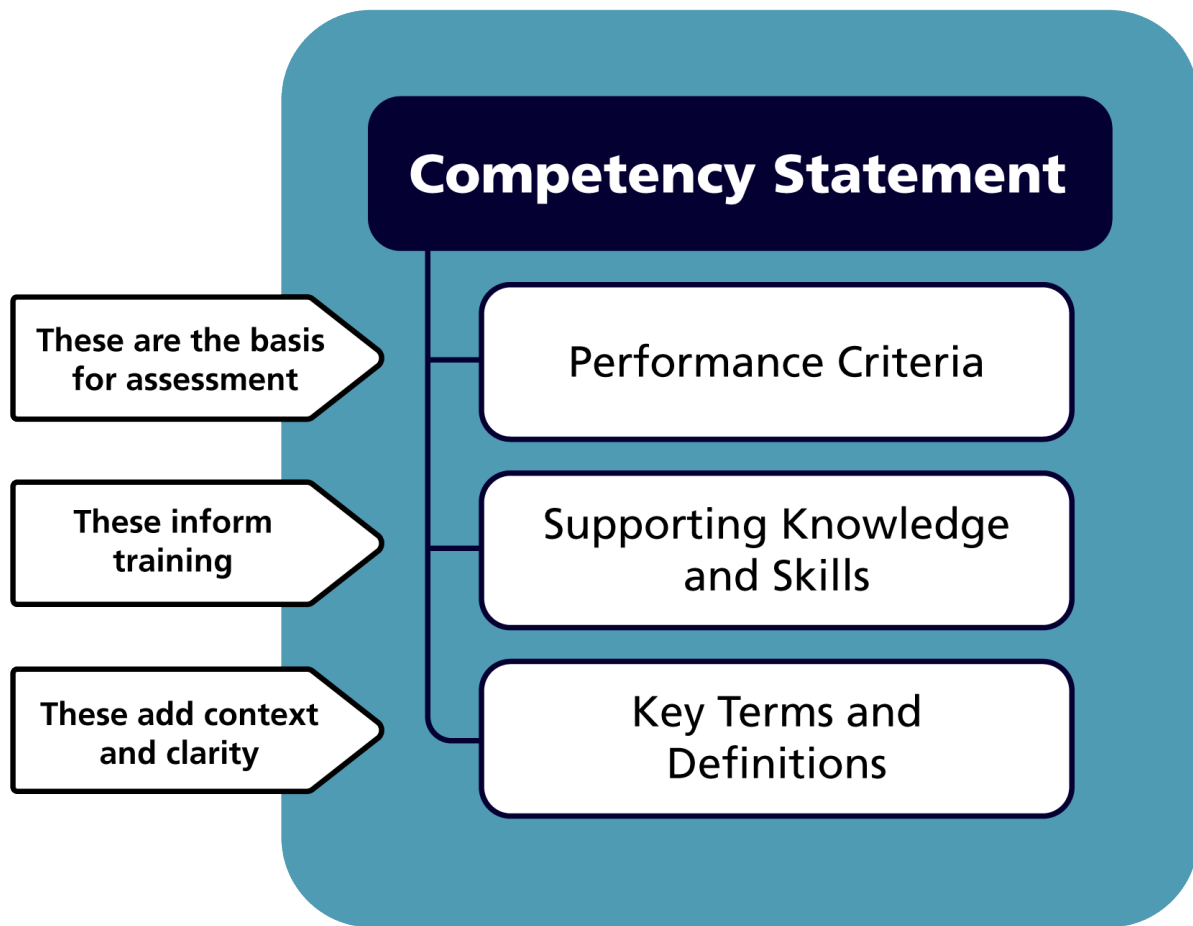 Competency Statement
These are the basis
for assessment
Performance Criteria
These inform
training
Supporting Knowledge
and Skills
These add context
and clarity
Key Terms and
Definitions